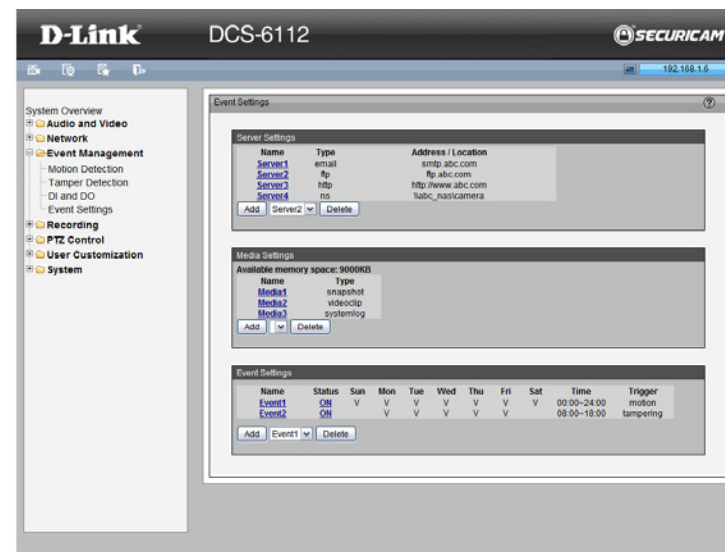 D-Link
DCS-6112
SECURICAM
192.168.1.6
System Overview
Audio and Video
Network
Event Management
Motion Detection
Tamper Detection
DI and DO
Event Settings
Recording
PTZ Control
User Customization
System
Event Settings
Server Settings
Name Type Address / Location
Server1 email smtp.abc.com
Server2 ftp ftp.abc.com
Server3 http http://www.abc.com
Server4 ns \\abc_nas\camera
Add Server2 Delete
Media Settings
Available memory space: 9000KB
Name Type
Media1 snapshot
Media2 videoclip
Media3 systemlog
Add Delete
Event Settings
Name Status Sun Mon Tue Wed Thu Fri Sat Time Trigger
Event1 ON V V V V V V V 00:00~24:00 motion
Event2 ON V V V V V 08:00~18:00 tampering
Add Event1 Delete